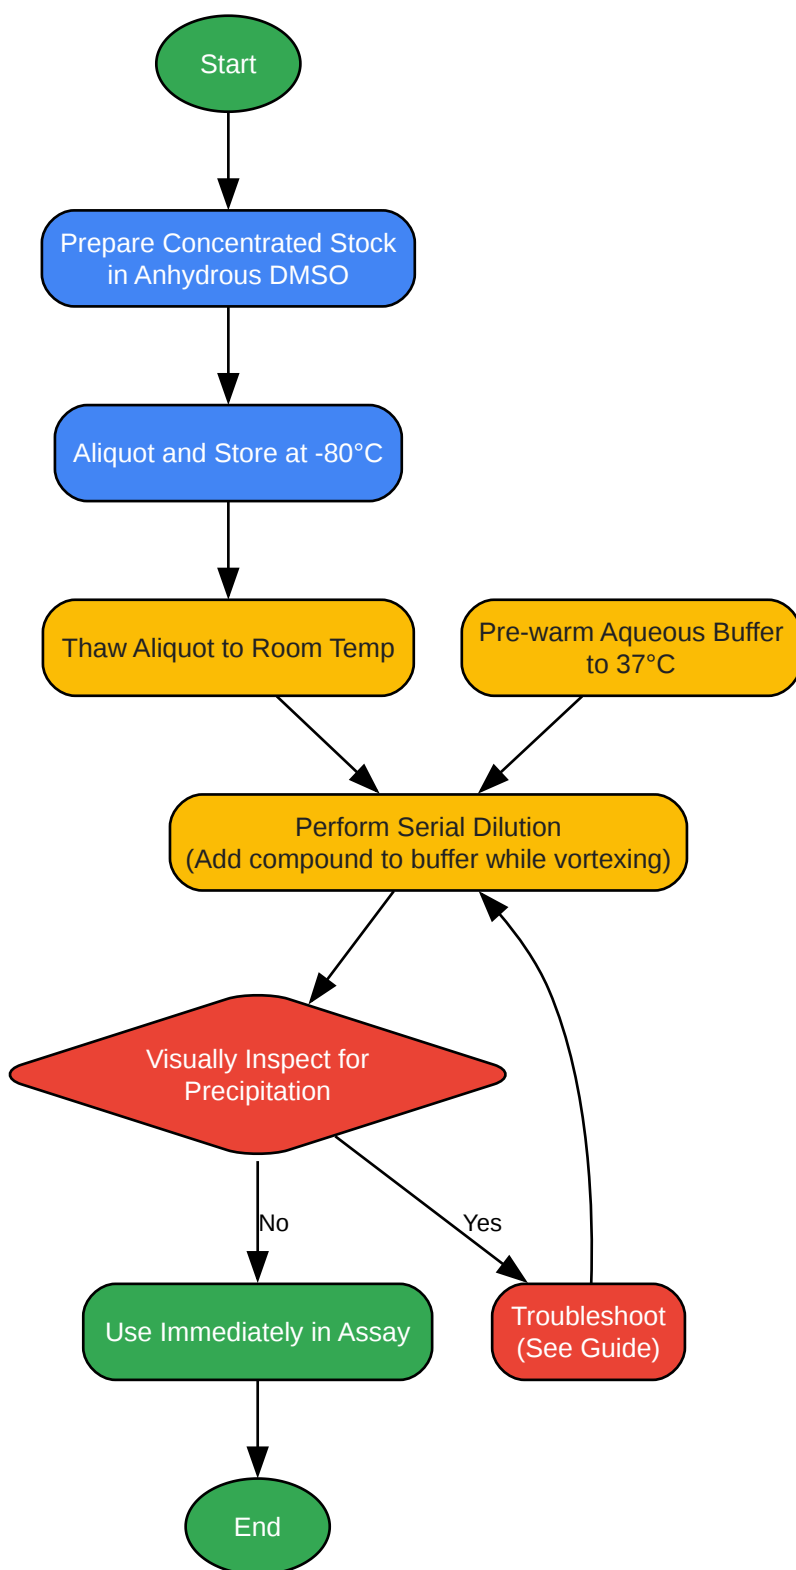 Start
Prepare Concentrated Stock
in Anhydrous DMSO
Aliquot and Store at -80°C
Thaw Aliquot to Room Temp
Pre-warm Aqueous Buffer
to 37°C
Perform Serial Dilution
(Add compound to buffer while vortexing)
Visually Inspect for
Precipitation
No
Yes
Use Immediately in Assay
Troubleshoot
(See Guide)
End